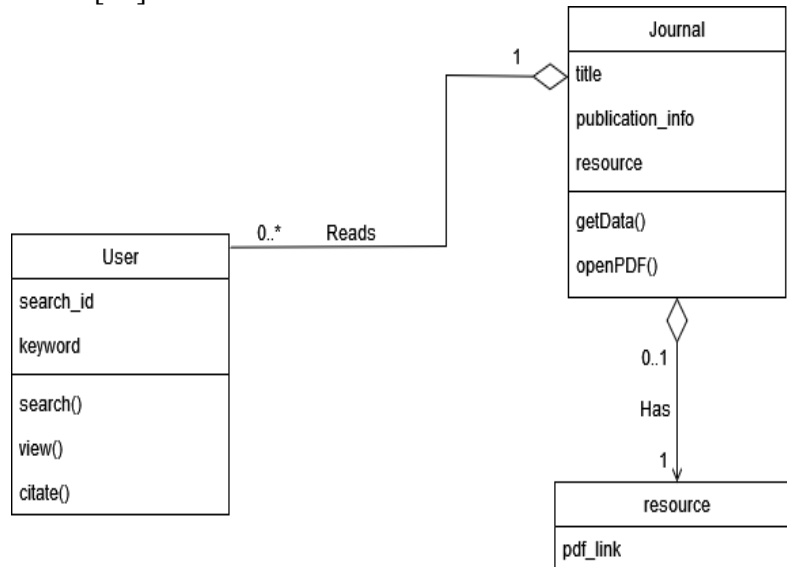 Journal
title
publication_info
resource
getData()
openPDF()
1
0..* Reads
User
search_id
keyword
search()
view()
citate()
0..1
Has
1
resource
pdf_link